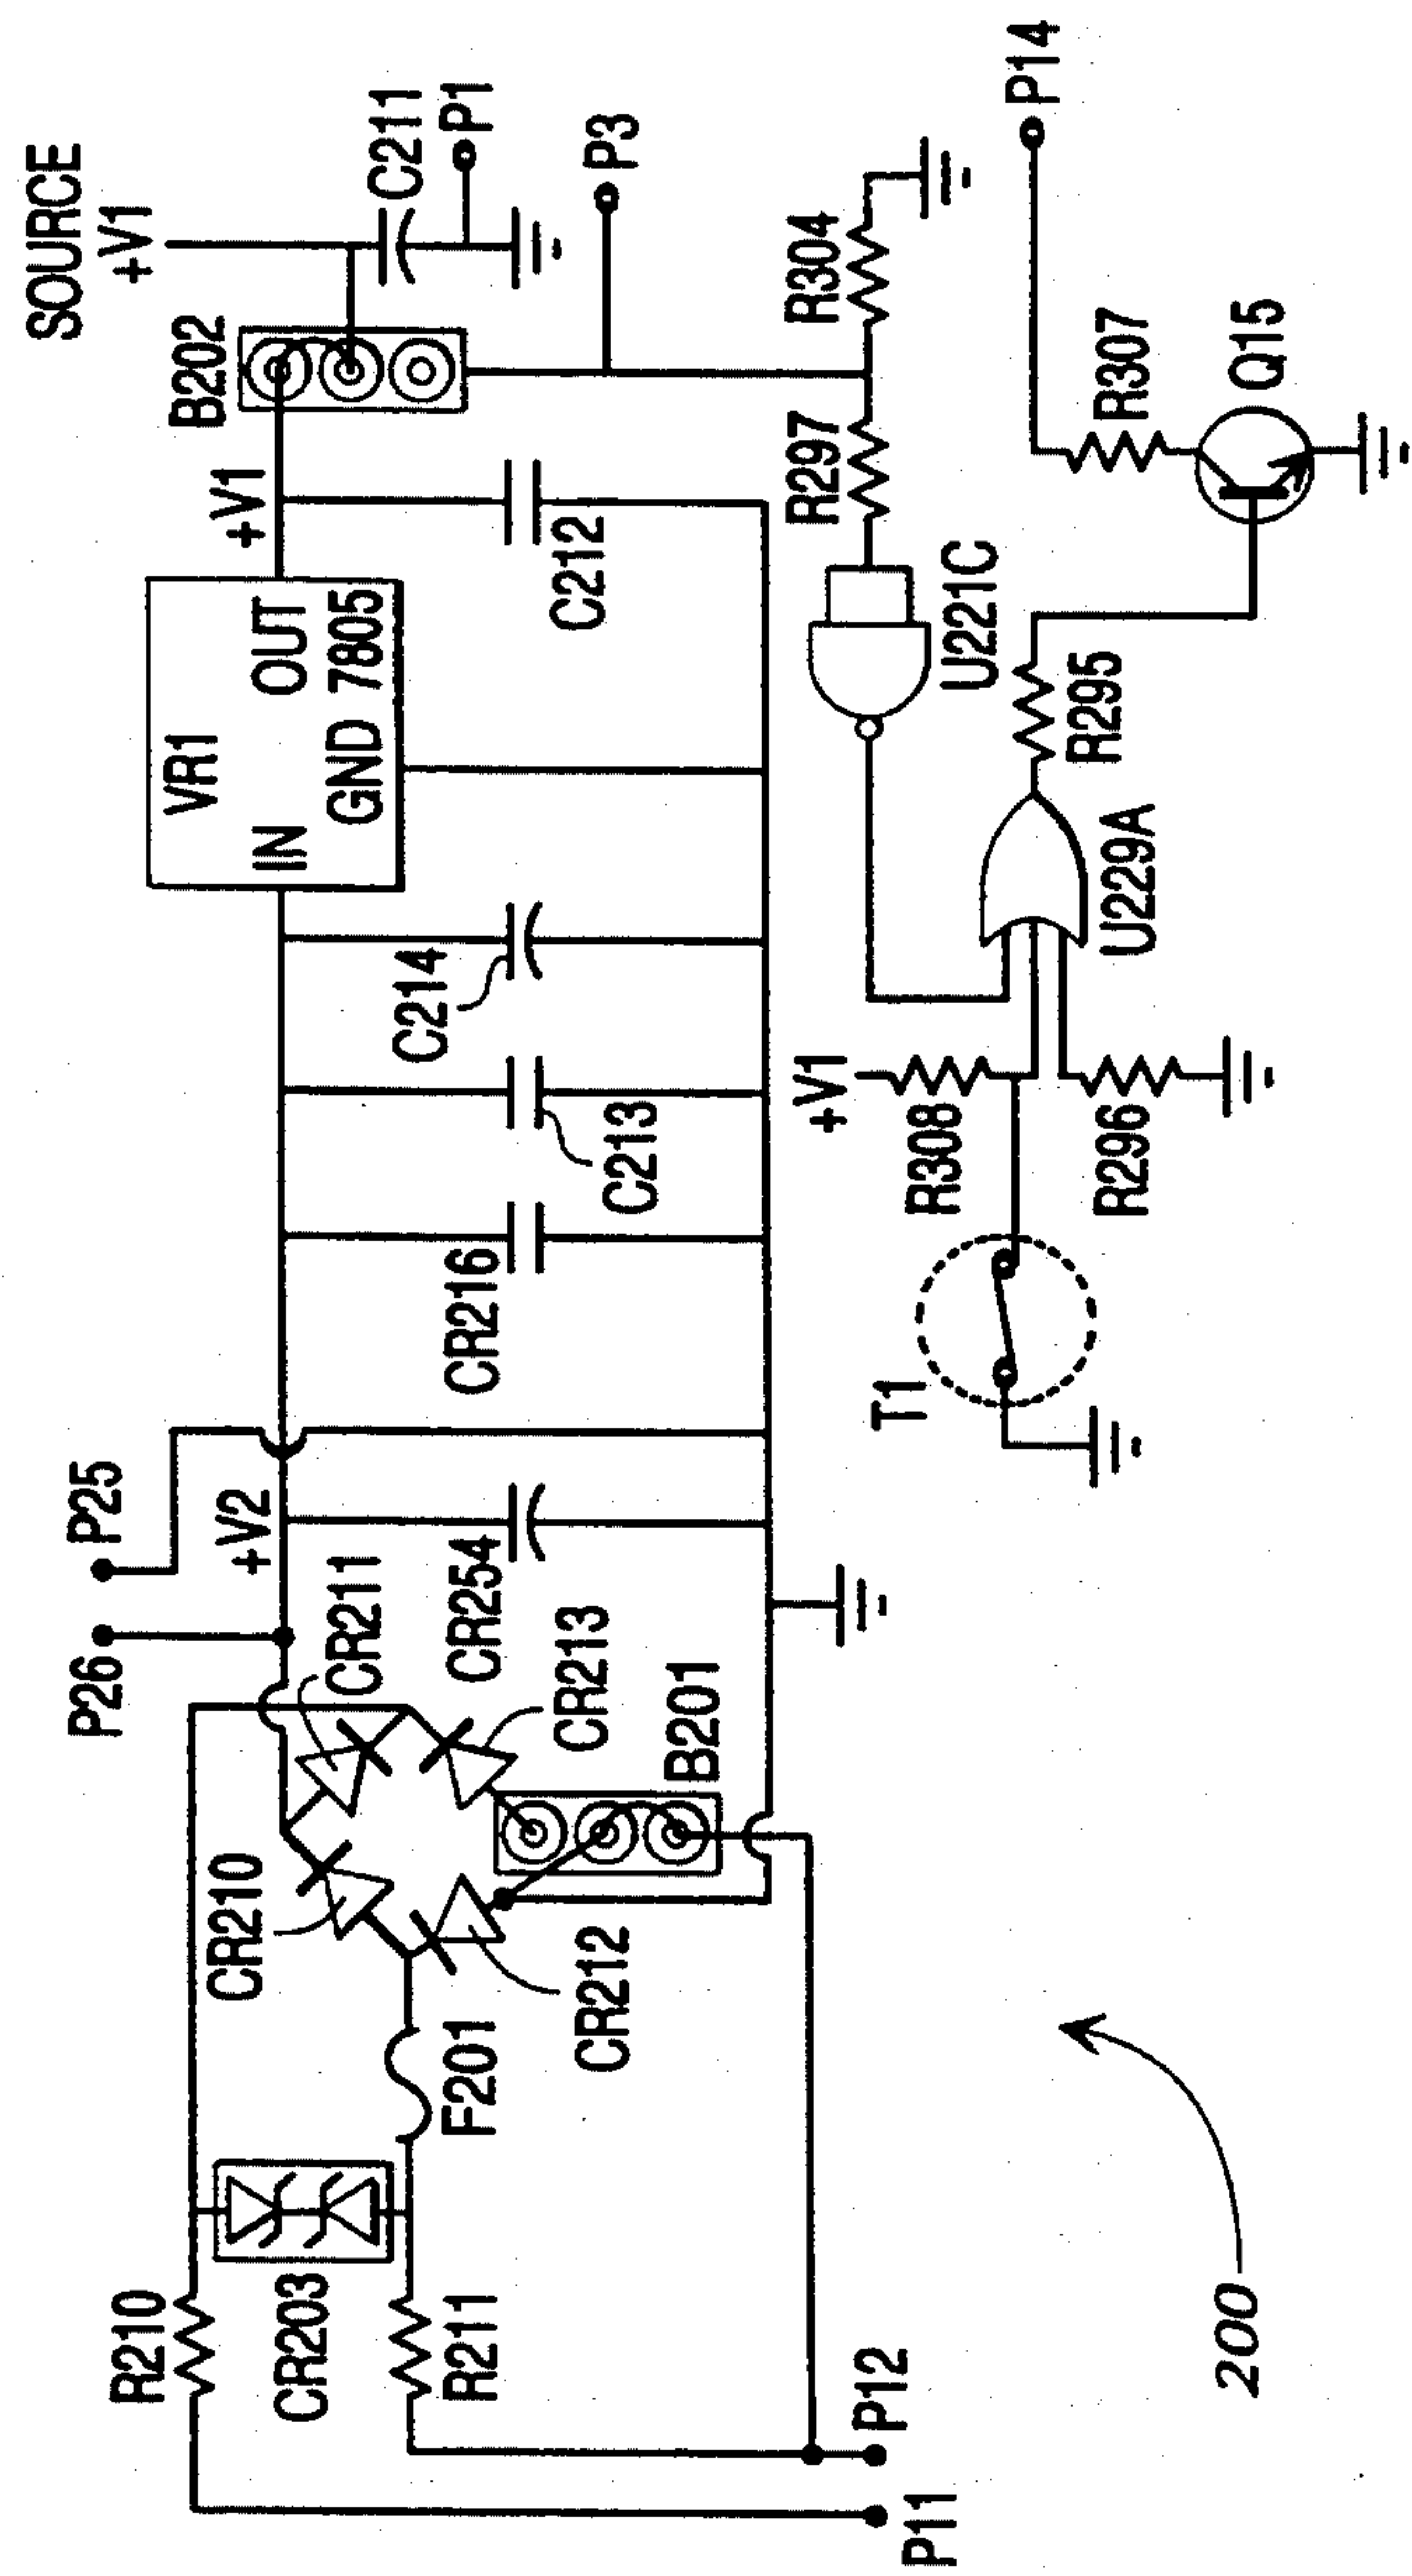 SOURCE
+V1
B202
C211
P1
P3
P14
+V1
VR1
IN
OUT
GND 7805
C212
R304
R297
R307
Q15
U221C
R295
U229A
C214
C213
CR216
+V1
R308
R296
T1
P25
P26
+V2
CR211
CR254
CR213
B201
CR210
CR212
F201
R210
CR203
R211
P12
P11
200